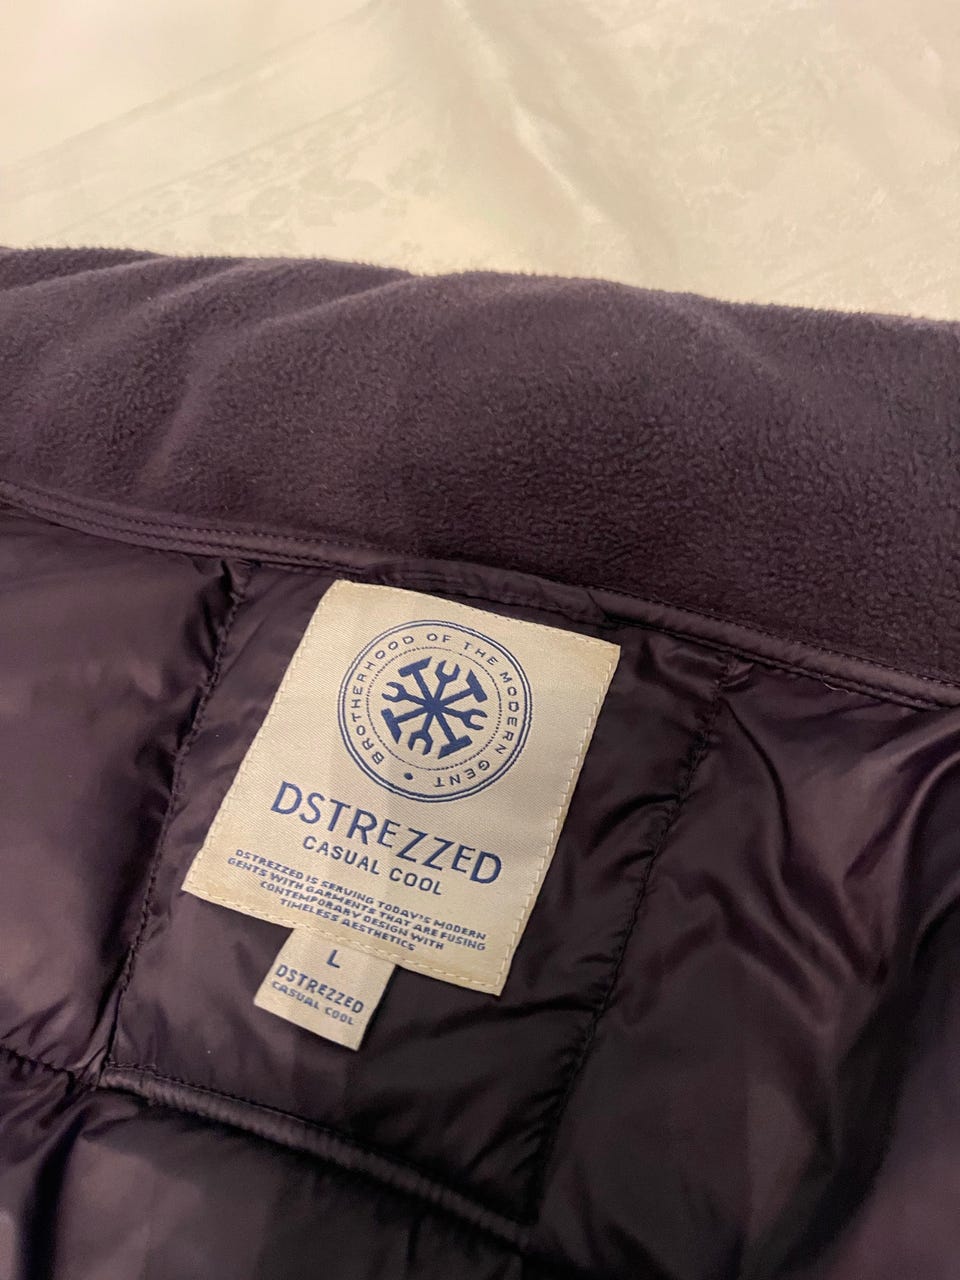 BROTHERHOOD OF THE MODERN GENT
DSTREZZED
CASUAL COOL
DSTREZZED IS SERVING TODAY'S MODERN
GENTS WITH GARMENTS THAT ARE FUSING
CONTEMPORARY DESIGN WITH
TIMELESS AESTHETICS
L
DSTREZZED
CASUAL COOL